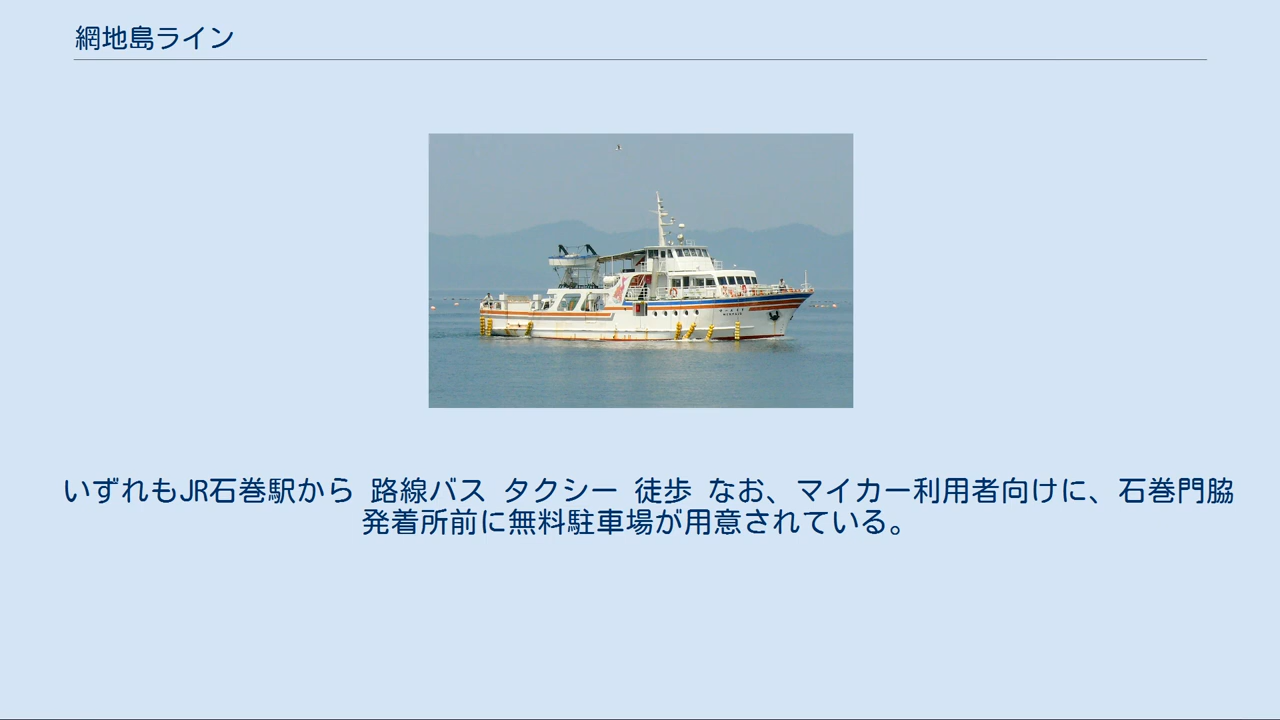 網地島ライン
いずれもJR石巻駅から 路線バス タクシー 徒歩 なお、マイカー利用者向けに、石巻門脇
発着所前に無料駐車場が用意されている。